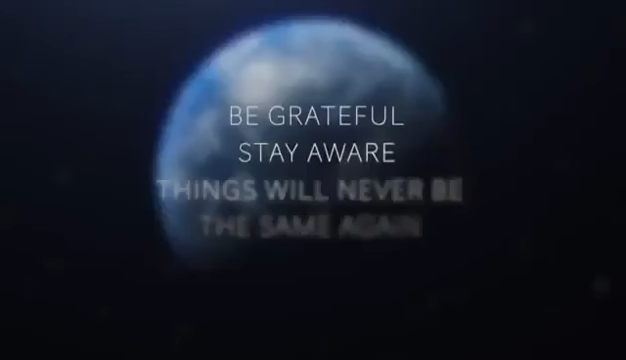 BE GRATEFUL
STAY AWARE
THINGS WILL NEVER BE
THE SAME AGAIN